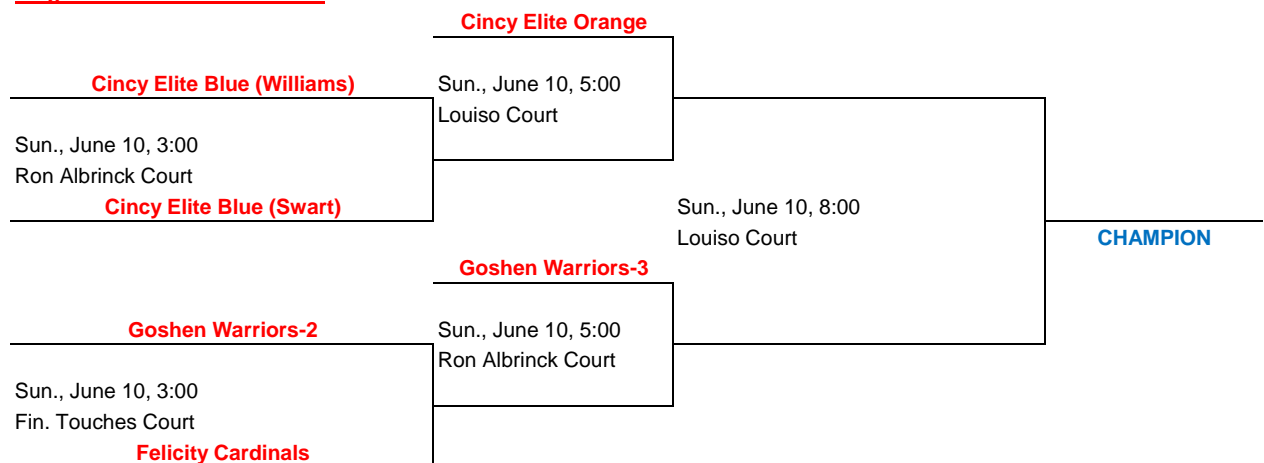 Cincy Elite Orange
Cincy Elite Blue (Williams)
Sun., June 10, 5:00
Louiso Court
Sun., June 10, 3:00
Ron Albrinck Court
Cincy Elite Blue (Swart)
Sun., June 10, 8:00
Louiso Court
CHAMPION
Goshen Warriors-3
Goshen Warriors-2
Sun., June 10, 5:00
Ron Albrinck Court
Sun., June 10, 3:00
Fin. Touches Court
Felicity Cardinals